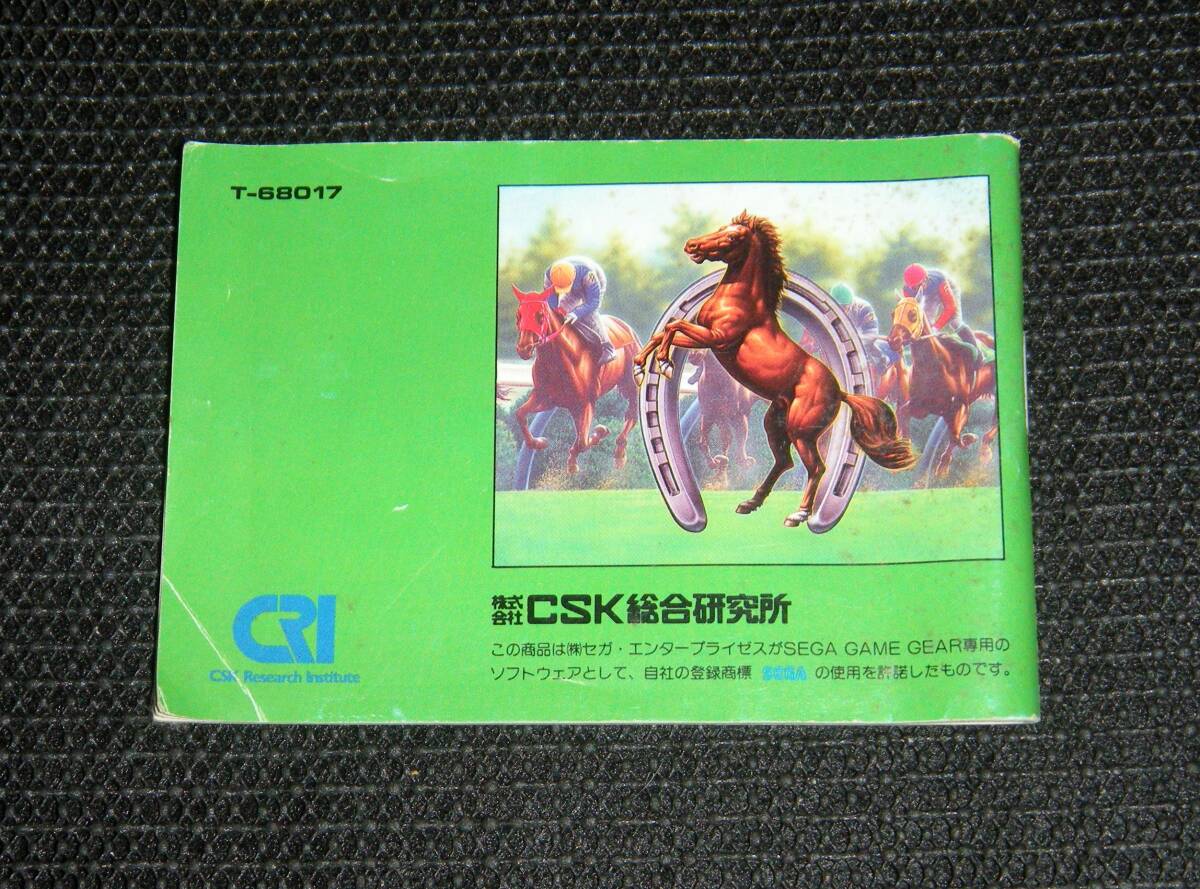 T-68017
CRI
CSK Research Institute
株式会社 CSK総合研究所
この商品は㈱セガ・エンタープライゼスがSEGA GAME GEAR専用の
ソフトウェアとして、自社の登録商標 SEGA の使用を許諾したものです。